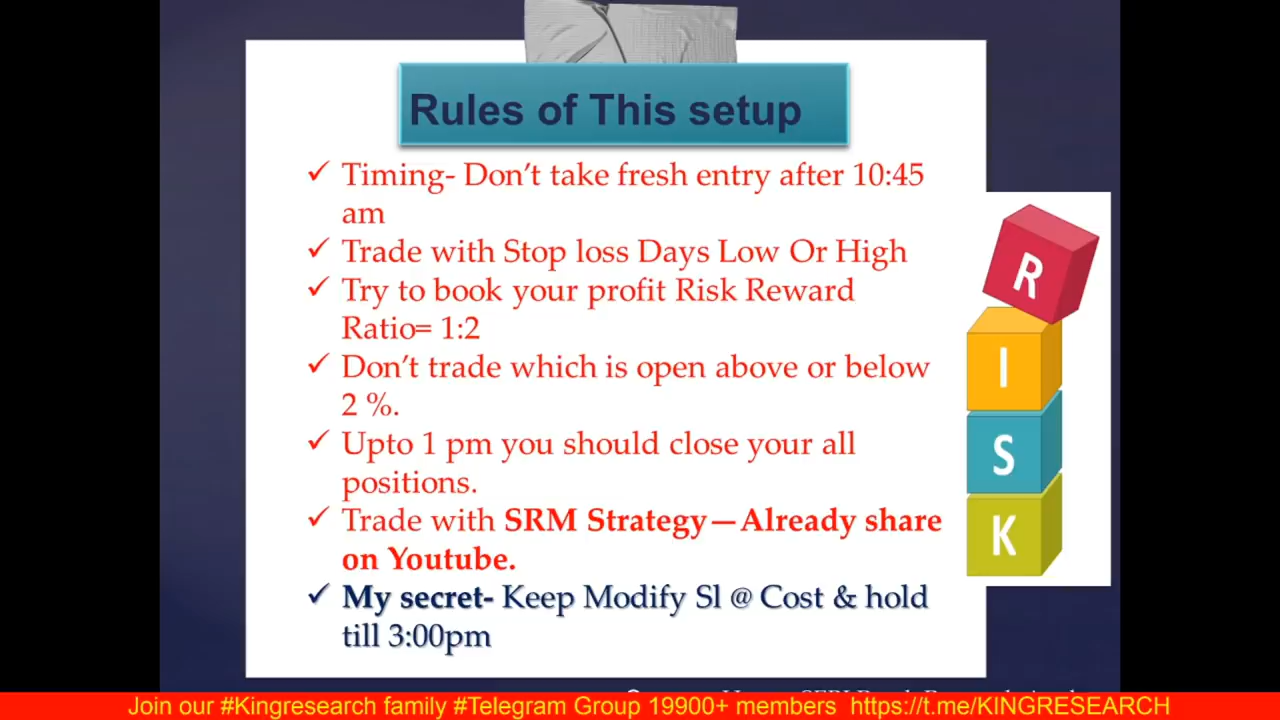 Rules of This setup
✓ Timing- Don't take fresh entry after 10:45
am
✓ Trade with Stop loss Days Low Or High
✓ Try to book your profit Risk Reward
Ratio= 1:2
✓ Don't trade which is open above or below
2 %.
✓ Upto 1 pm you should close your all
positions.
✓ Trade with SRM Strategy—Already share
on Youtube.
✓ My secret- Keep Modify Sl @ Cost & hold
till 3:00pm
R
I
S
K
Join our #Kingresearch family #Telegram Group 19900+ members https://t.me/KINGRESEARCH